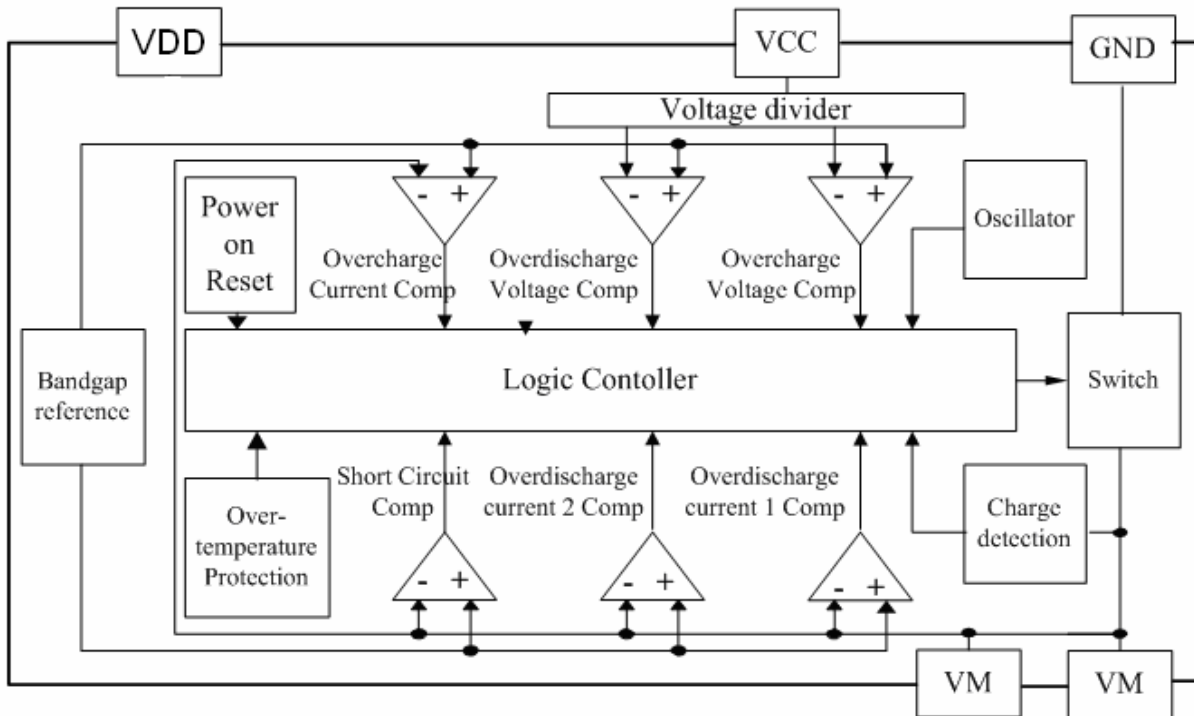 VDD
VCC
GND
Voltage divider
- +
- +
- +
Power
on
Reset
Oscillator
Overcharge
Current Comp
Overdischarge
Voltage Comp
Overcharge
Voltage Comp
Bandgap
reference
Logic Contoller
Switch
Short Circuit
Comp
Overdischarge
current 2 Comp
Overdischarge
current 1 Comp
Over-
temperature
Protection
Charge
detection
- +
- +
- +
VM
VM